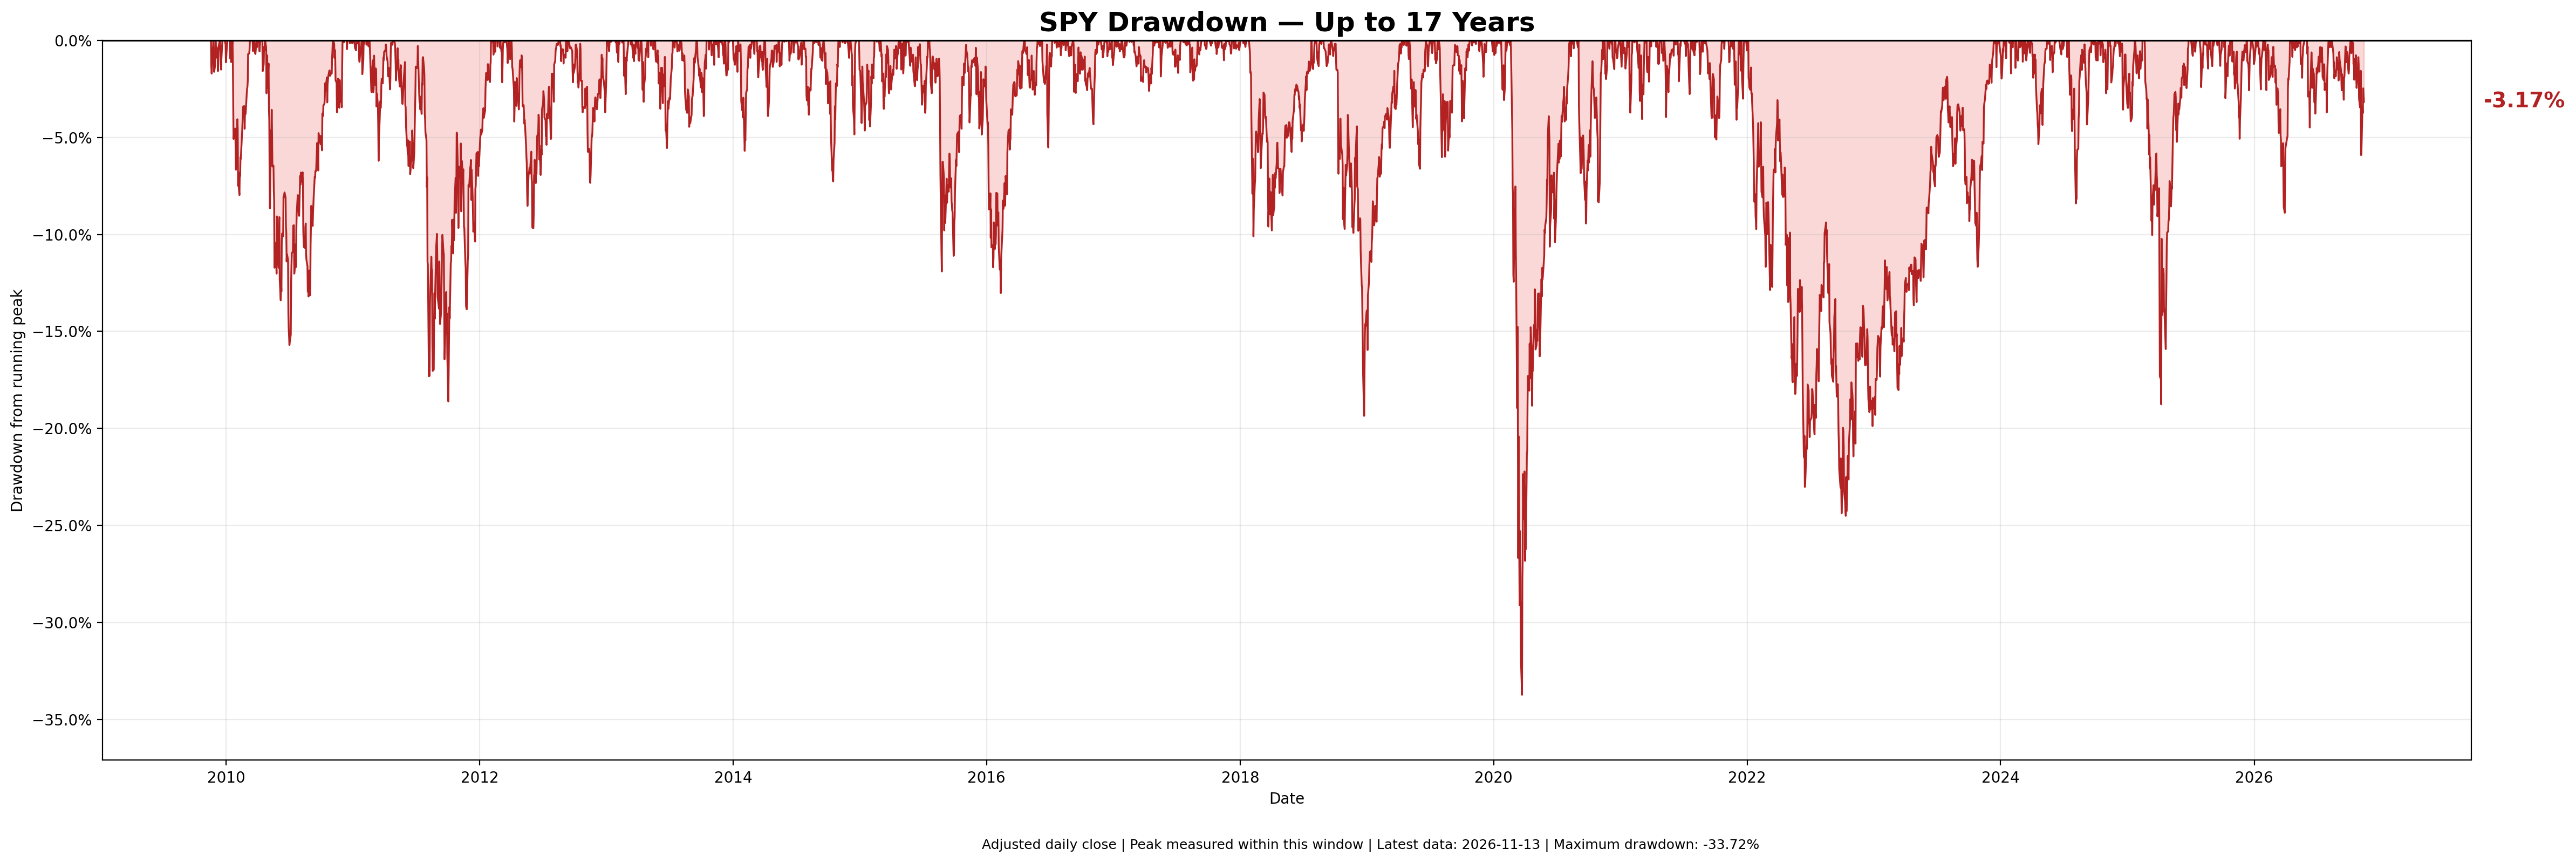 SPY Drawdown — Up to 17 Years
0.0%
−5.0%
−10.0%
−15.0%
−20.0%
−25.0%
−30.0%
−35.0%
Drawdown from running peak
-3.17%
2010 2012 2014 2016 2018 2020 2022 2024 2026
Date
Adjusted daily close | Peak measured within this window | Latest data: 2026-11-13 | Maximum drawdown: -33.72%